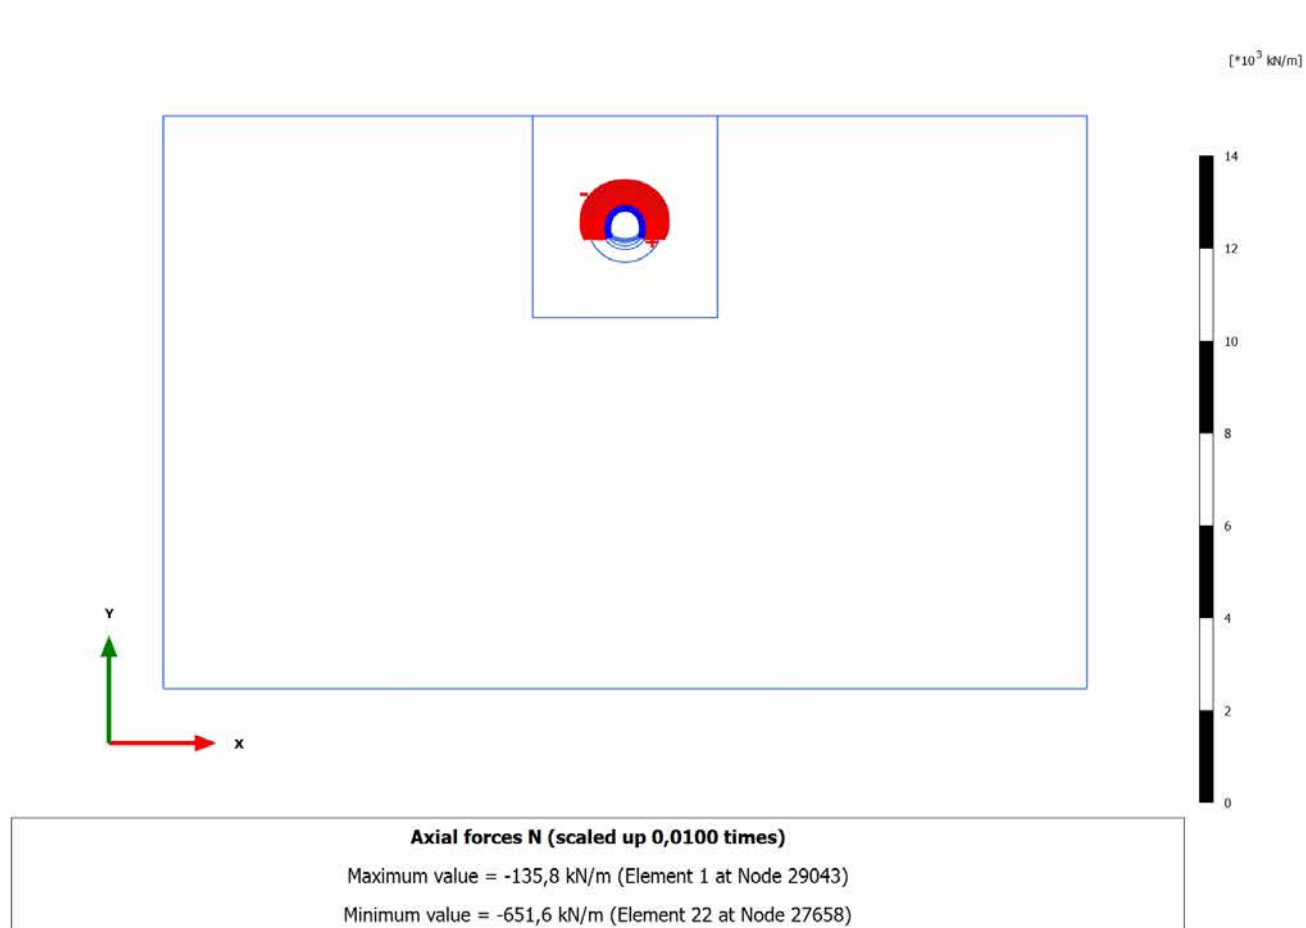 [*10³ kN/m]
14
12
10
8
6
4
2
0
Y
X
-
+
Axial forces N (scaled up 0,0100 times)
Maximum value = -135,8 kN/m (Element 1 at Node 29043)
Minimum value = -651,6 kN/m (Element 22 at Node 27658)